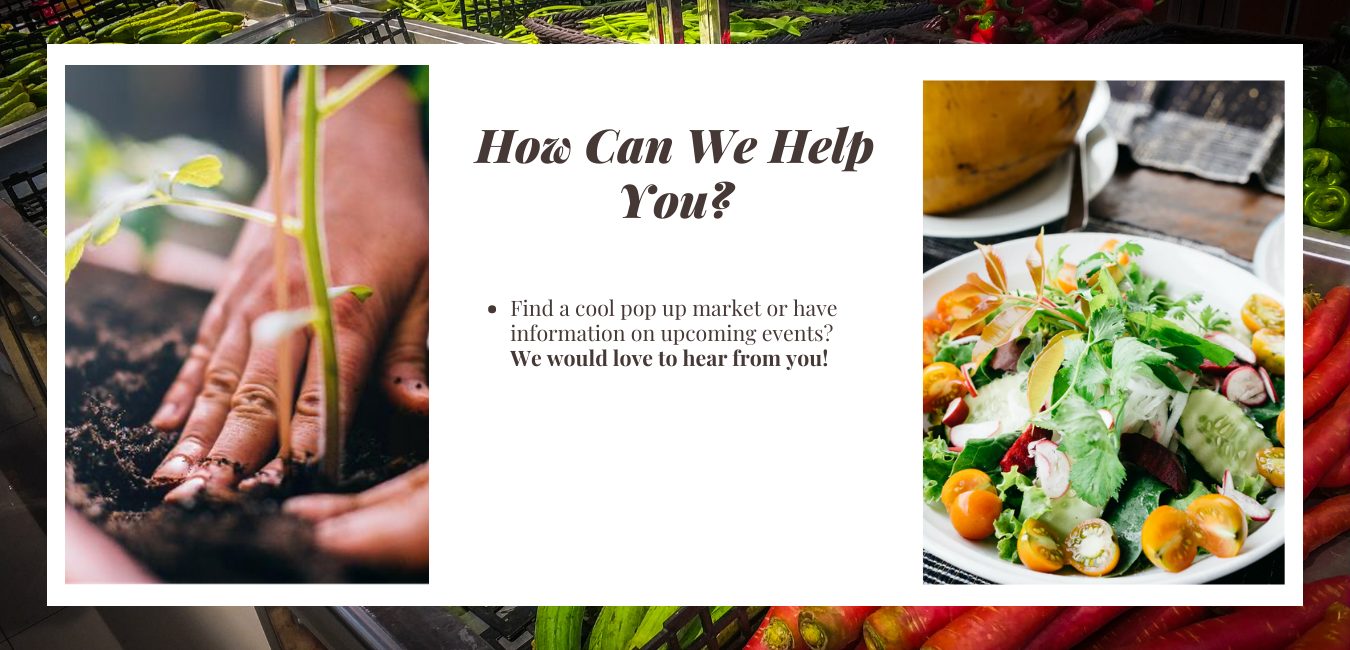 How Can We Help
You?
• Find a cool pop up market or have
information on upcoming events?
We would love to hear from you!